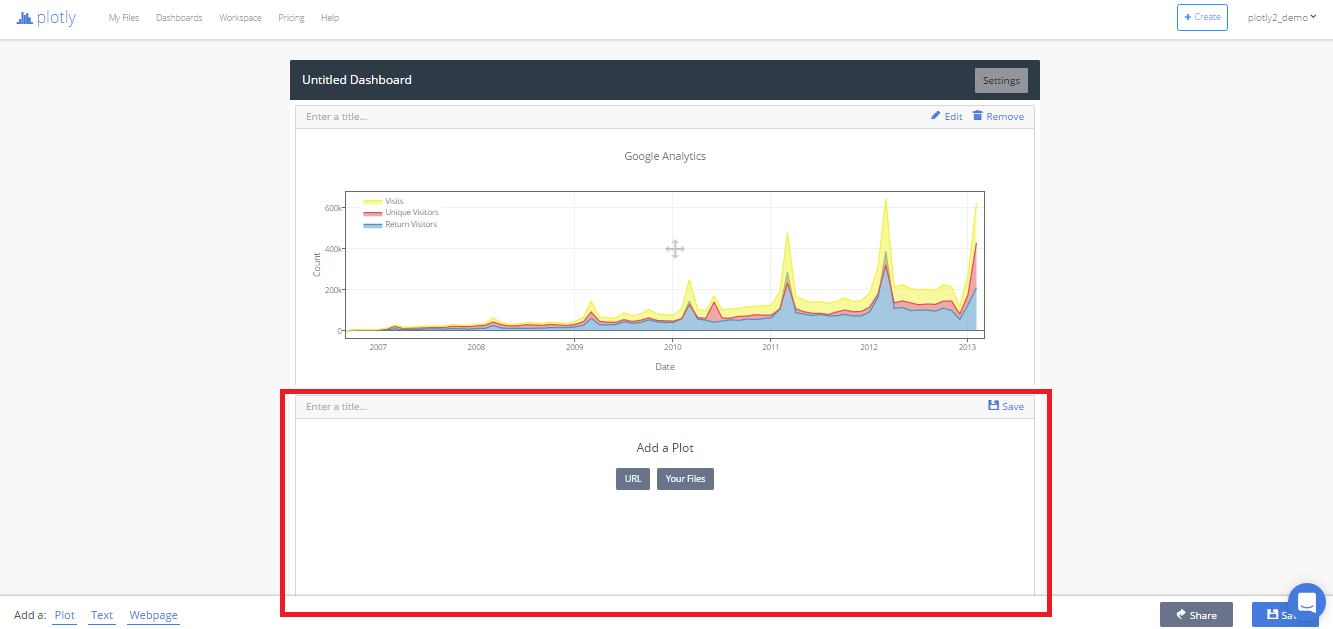 plotly My Files Dashboards Workspace Pricing Help + Create plotly2_demo
Untitled Dashboard Settings
Enter a title... Edit Remove
Google Analytics
Visits
Unique Visitors
Return Visitors
600k
400k
200k
0
Count
2007 2008 2009 2010 2011 2012 2013
Date
Enter a title... Save
Add a Plot
URL Your Files
Add a: Plot Text Webpage Share